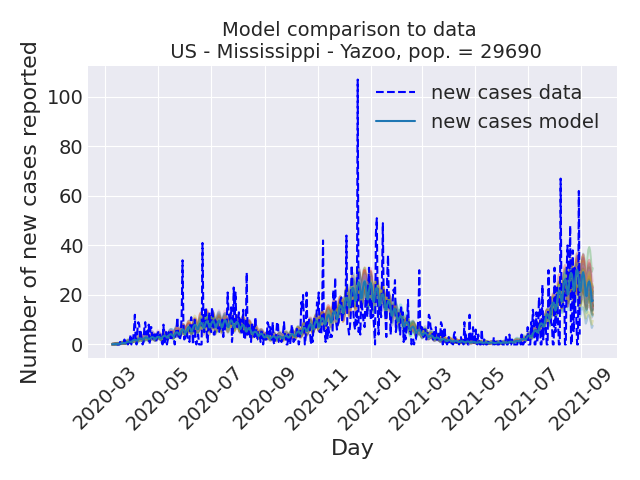 Model comparison to data
US - Mississippi - Yazoo, pop. = 29690
Number of new cases reported
100
80
60
40
20
0
new cases data
new cases model
2020-03
2020-05
2020-07
2020-09
2020-11
2021-01
2021-03
2021-05
2021-07
2021-09
Day